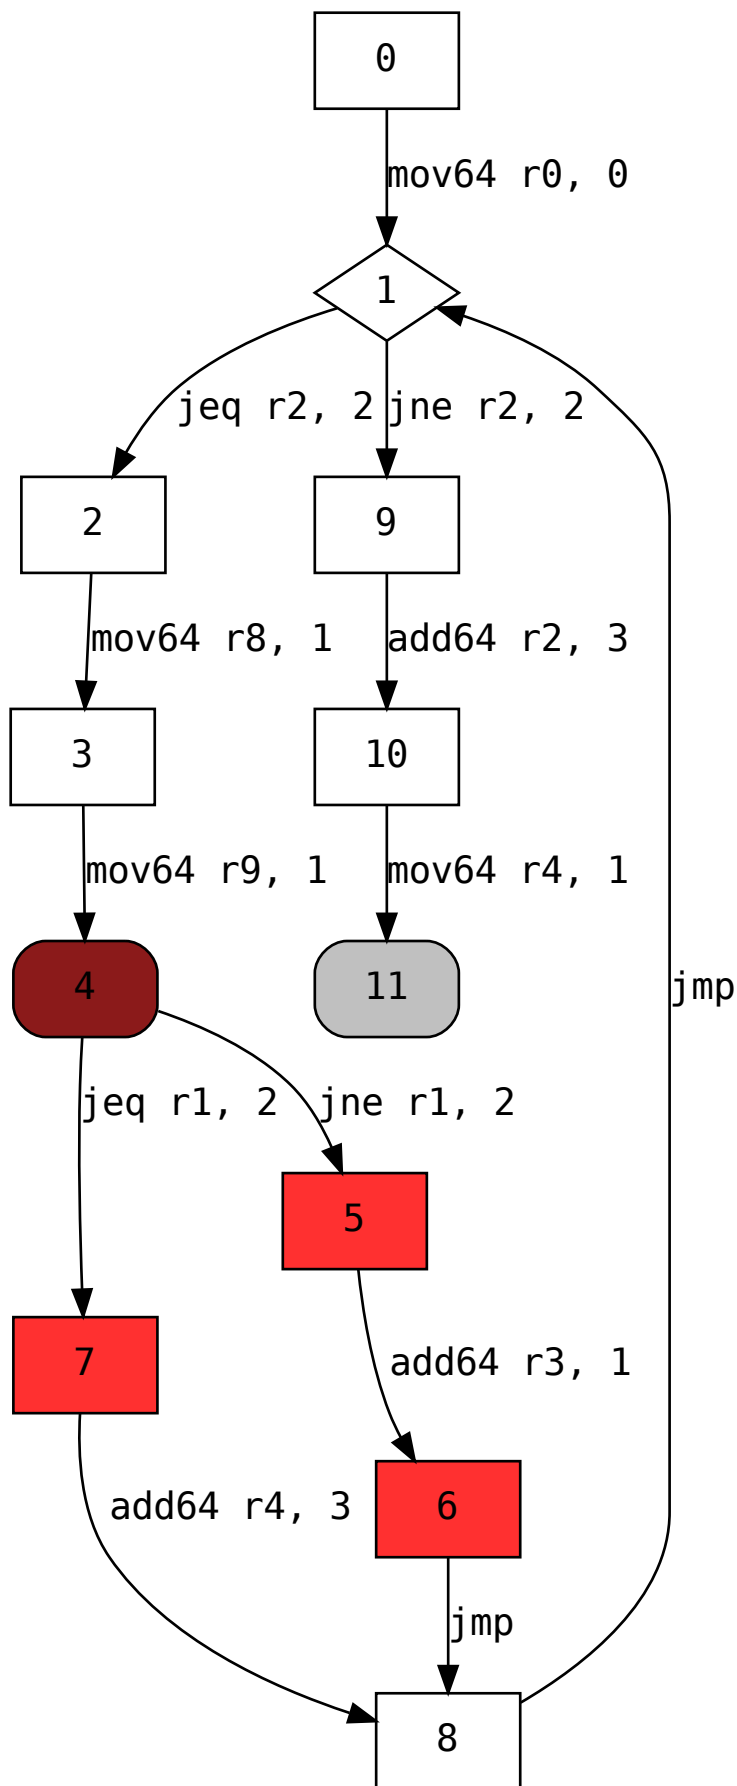 0
mov64 r0, 0
1
jeq r2, 2
jne r2, 2
2
9
mov64 r8, 1
add64 r2, 3
3
10
mov64 r9, 1
mov64 r4, 1
4
11
jmp
jeq r1, 2
jne r1, 2
5
7
add64 r3, 1
add64 r4, 3
6
jmp
8